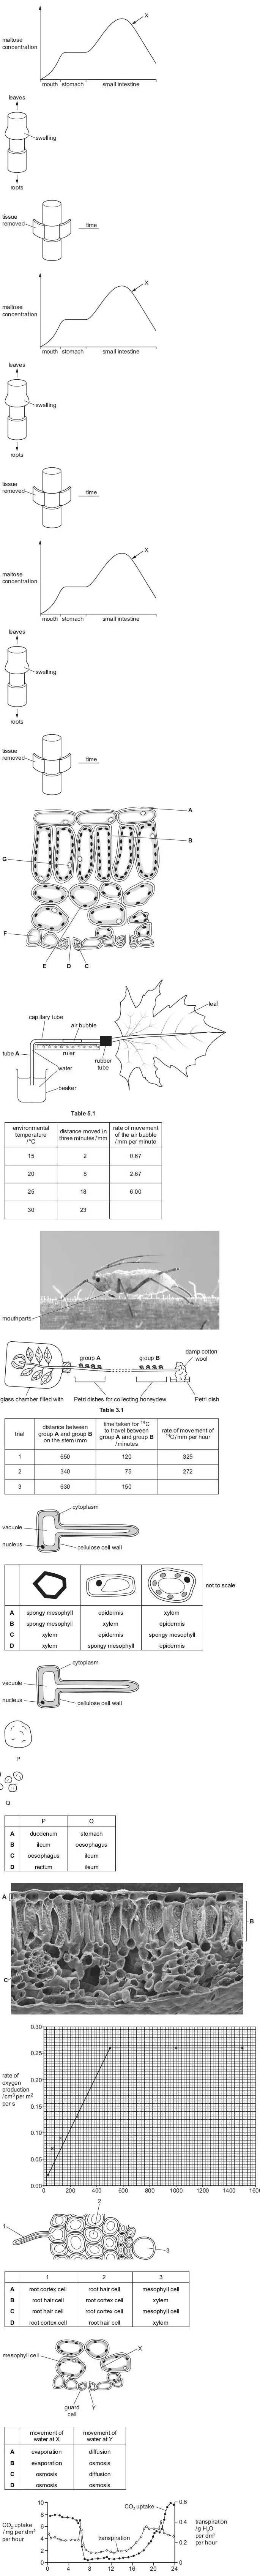 X
maltose
concentration
mouth stomach small intestine
leaves
swelling
roots
tissue
removed
time
X
maltose
concentration
mouth stomach small intestine
leaves
swelling
roots
tissue
removed
time
X
maltose
concentration
mouth stomach small intestine
leaves
swelling
roots
tissue
removed
time
A
B
G
F
E D C
leaf
capillary tube
air bubble
tube A
ruler
rubber
tube
water
beaker
Table 5.1
environmental
temperature
/°C
distance moved in
three minutes/mm
rate of movement
of the air bubble
/mm per minute
15 2 0.67
20 8 2.67
25 18 6.00
30 23
mouthparts
group A group B
damp cotton
wool
glass chamber filled with Petri dishes for collecting honeydew Petri dish
Table 3.1
trial
distance between
group A and group B
on the stem/mm
time taken for 14C
to travel between
group A and group B
/minutes
rate of movement of
14C/mm per hour
1 650 120 325
2 340 75 272
3 630 150
cytoplasm
vacuole
nucleus
cellulose cell wall
not to scale
A spongy mesophyll epidermis xylem
B spongy mesophyll xylem epidermis
C xylem epidermis spongy mesophyll
D xylem spongy mesophyll epidermis
cytoplasm
vacuole
nucleus
cellulose cell wall
P
Q
P Q
A duodenum stomach
B ileum oesophagus
C oesophagus ileum
D rectum ileum
A
B
C
0.30
0.25
rate of
oxygen
production
/cm3 per m2
per s
0.20
0.15
0.10
0.05
0.00
0 200 400 600 800 1000 1200 1400 1600
2
1
3
1 2 3
A root cortex cell root hair cell mesophyll cell
B root hair cell root cortex cell xylem
C root hair cell root cortex cell mesophyll cell
D root cortex cell root hair cell xylem
mesophyll cell
X
guard
cell
Y
movement of
water at X
movement of
water at Y
A evaporation diffusion
B evaporation osmosis
C osmosis diffusion
D osmosis osmosis
10
8
6
4
2
0
CO2 uptake
/mg per dm2
per hour
CO2 uptake
transpiration
0.6
0.4
0.2
0
transpiration
/g H2O
per dm2
per hour
0 4 8 12 16 20 24